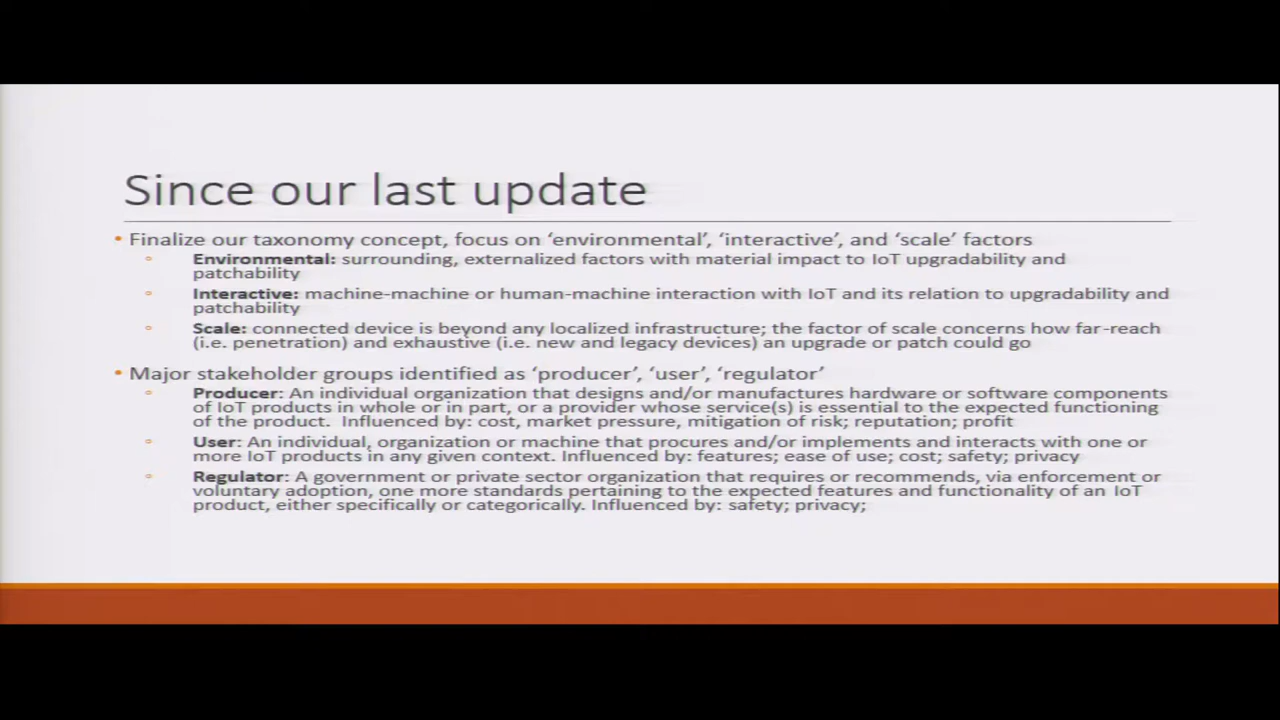 Since our last update
• Finalize our taxonomy concept, focus on ‘environmental’, ‘interactive’, and ‘scale’ factors
◦ Environmental: surrounding, externalized factors with material impact to IoT upgradability and
patchability
◦ Interactive: machine-machine or human-machine interaction with IoT and its relation to upgradability and
patchability
◦ Scale: connected device is beyond any localized infrastructure; the factor of scale concerns how far-reach
(i.e. penetration) and exhaustive (i.e. new and legacy devices) an upgrade or patch could go
• Major stakeholder groups identified as ‘producer’, ‘user’, ‘regulator’
◦ Producer: An individual organization that designs and/or manufactures hardware or software components
of IoT products in whole or in part, or a provider whose service(s) is essential to the expected functioning
of the product. Influenced by: cost, market pressure, mitigation of risk; reputation; profit
◦ User: An individual, organization or machine that procures and/or implements and interacts with one or
more IoT products in any given context. Influenced by: features; ease of use; cost; safety; privacy
◦ Regulator: A government or private sector organization that requires or recommends, via enforcement or
voluntary adoption, one more standards pertaining to the expected features and functionality of an IoT
product, either specifically or categorically. Influenced by: safety; privacy;